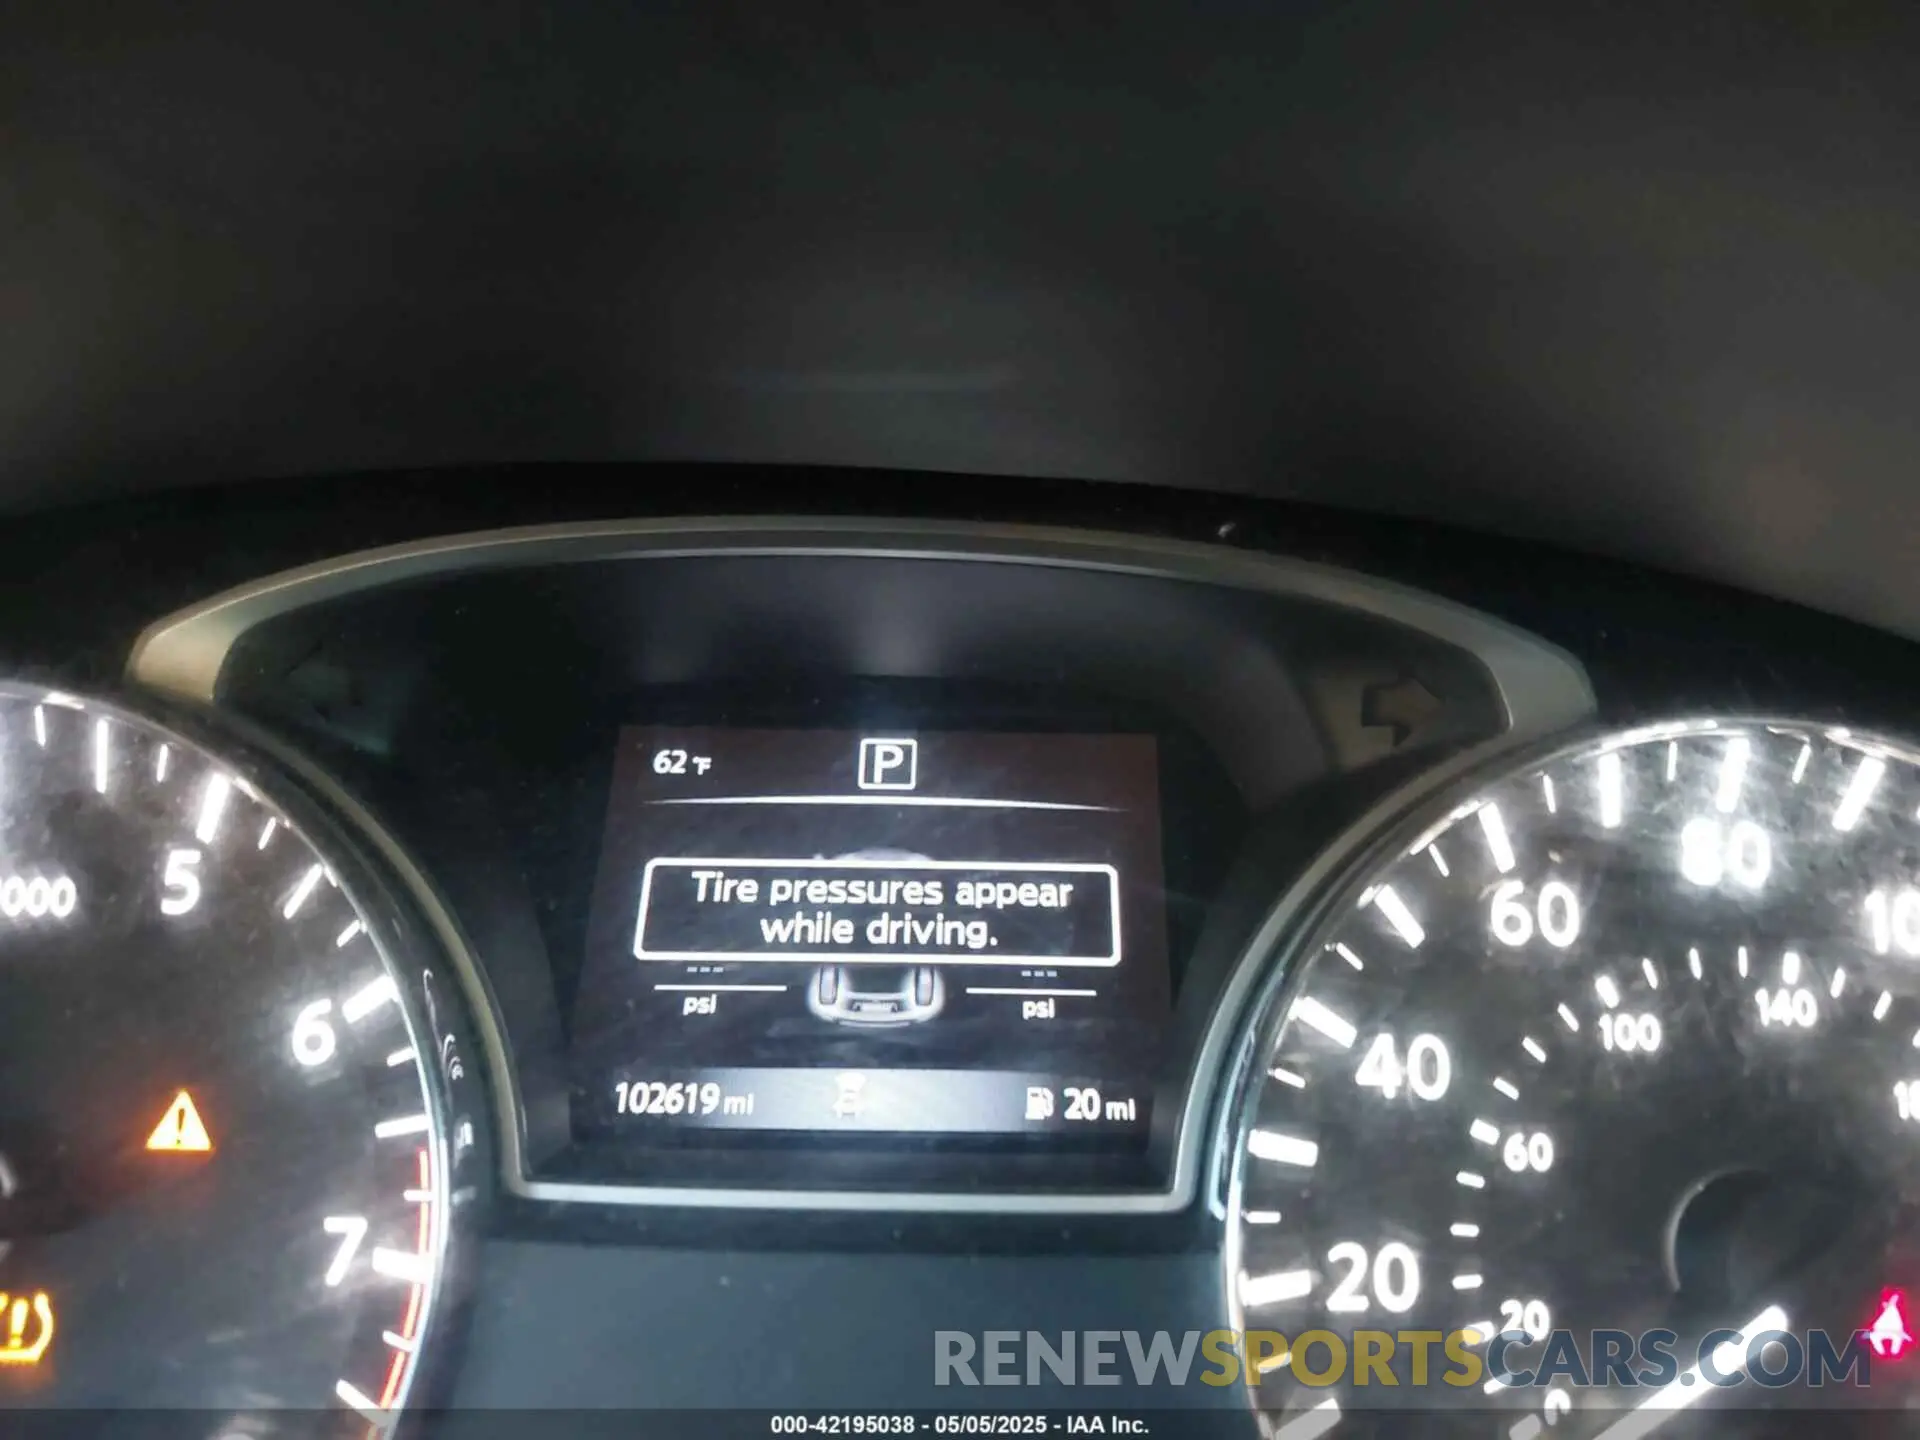 62 °F P
Tire pressures appear
while driving.
--- ---
psi psi
102619 mi 20 mi
5
000
6
7
80
60
40
20
0
140
100
60
20
RENEWSPORTSCARS.COM
000-42195038 - 05/05/2025 - IAA Inc.